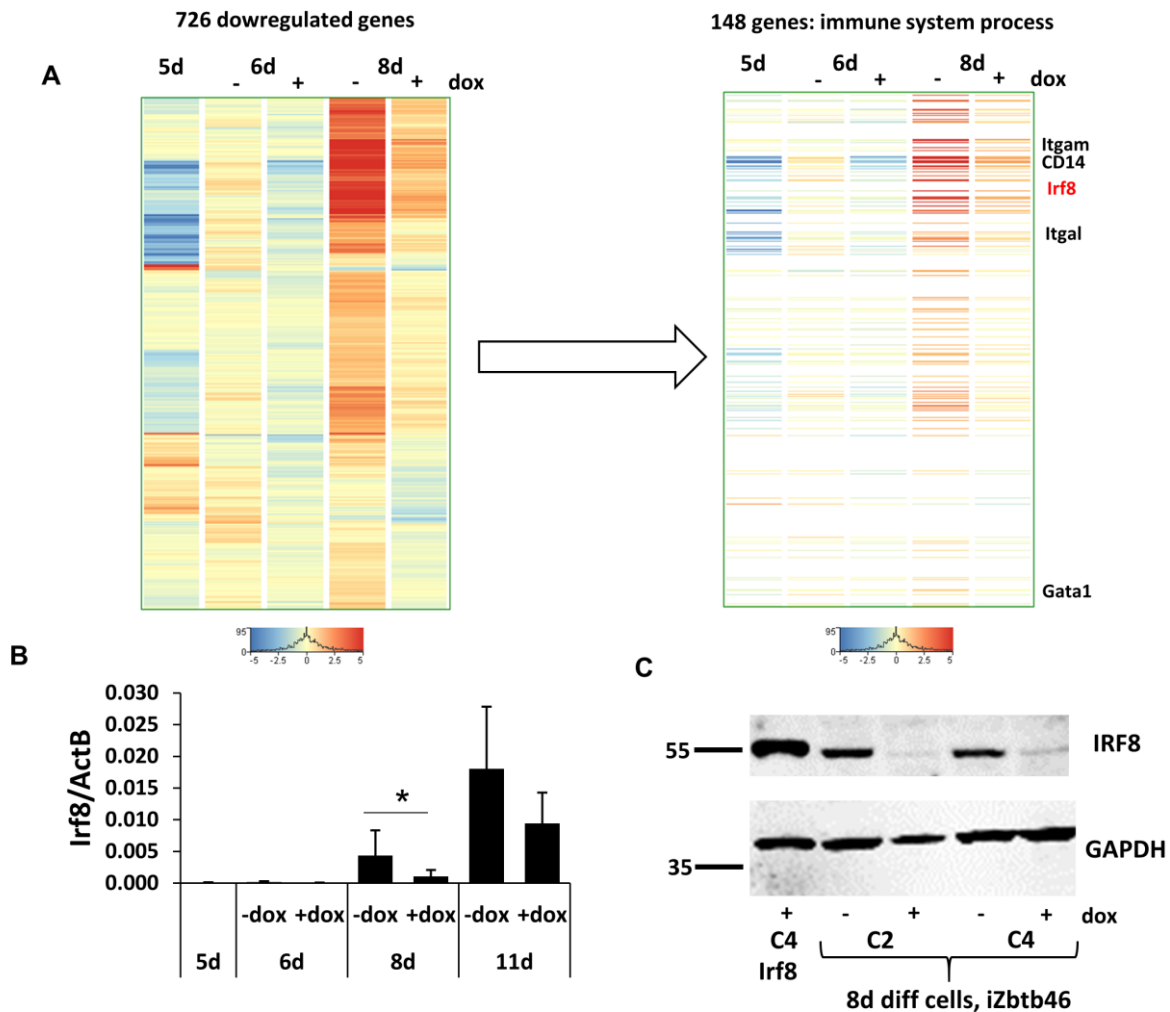 726 dowregulated genes
148 genes: immune system process
A
5d 6d 8d
- + - + dox
5d 6d 8d
- + - + dox
Itgam
CD14
Irf8
Itgal
Gata1
95
0
-5 -2.5 0 2.5 5
95
0
-5 -2.5 0 2.5 5
B
Irf8/ActB
0.030
0.025
0.020
0.015
0.010
0.005
0.000
*
-dox +dox -dox +dox -dox +dox
5d 6d 8d 11d
C
55
IRF8
35
GAPDH
+ - + - + dox
C4 C2 C4
Irf8
8d diff cells, iZbtb46